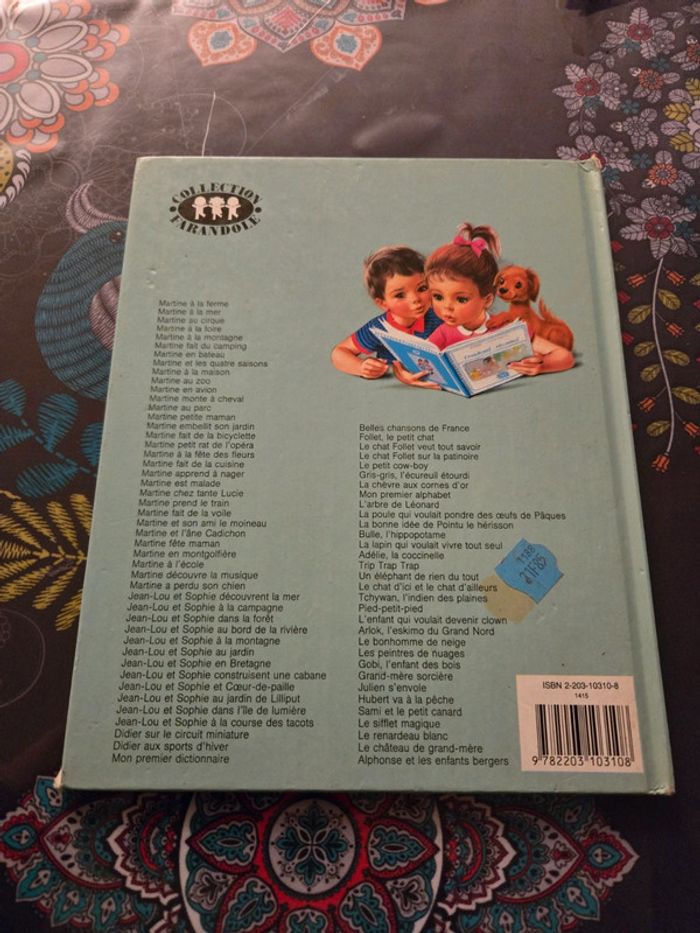 COLLECTION
FARANDOLE
Martine à la ferme
Martine à la mer
Martine au cirque
Martine à la foire
Martine à la montagne
Martine fait du camping
Martine en bateau
Martine et les quatre saisons
Martine à la maison
Martine au zoo
Martine en avion
Martine monte à cheval
Martine au parc
Martine petite maman
Martine embellit son jardin
Martine fait de la bicyclette
Martine petit rat de l'opéra
Martine à la fête des fleurs
Martine fait de la cuisine
Martine apprend à nager
Martine est malade
Martine chez tante Lucie
Martine prend le train
Martine fait de la voile
Martine et son ami le moineau
Martine et l'âne Cadichon
Martine fête maman
Martine en montgolfière
Martine à l'école
Martine découvre la musique
Martine a perdu son chien
Jean-Lou et Sophie découvrent la mer
Jean-Lou et Sophie à la campagne
Jean-Lou et Sophie dans la forêt
Jean-Lou et Sophie au bord de la rivière
Jean-Lou et Sophie à la montagne
Jean-Lou et Sophie au jardin
Jean-Lou et Sophie en Bretagne
Jean-Lou et Sophie construisent une cabane
Jean-Lou et Sophie et Cœur-de-paille
Jean-Lou et Sophie au jardin de Lilliput
Jean-Lou et Sophie dans l'île de lumière
Jean-Lou et Sophie à la course des tacots
Didier sur le circuit miniature
Didier aux sports d'hiver
Mon premier dictionnaire
Belles chansons de France
Follet, le petit chat
Le chat Follet veut tout savoir
Le chat Follet sur la patinoire
Le petit cow-boy
Gris-gris, l'écureuil étourdi
La chèvre aux cornes d'or
Mon premier alphabet
L'arbre de Léonard
La poule qui voulait pondre des œufs de Pâques
La bonne idée de Pointu le hérisson
Bulle, l'hippopotame
La lapin qui voulait vivre tout seul
Adélie, la coccinelle
Trip Trap Trap
Un éléphant de rien du tout
Le chat d'ici et le chat d'ailleurs
Tchywan, l'indien des plaines
Pied-petit-pied
L'enfant qui voulait devenir clown
Arlok, l'eskimo du Grand Nord
Le bonhomme de neige
Les peintres de nuages
Gobi, l'enfant des bois
Grand-mère sorcière
Julien s'envole
Hubert va à la pêche
Sami et le petit canard
Le sifflet magique
Le renardeau blanc
Le château de grand-mère
Alphonse et les enfants bergers
ISBN 2-203-10310-8
1415
9 782203 103108